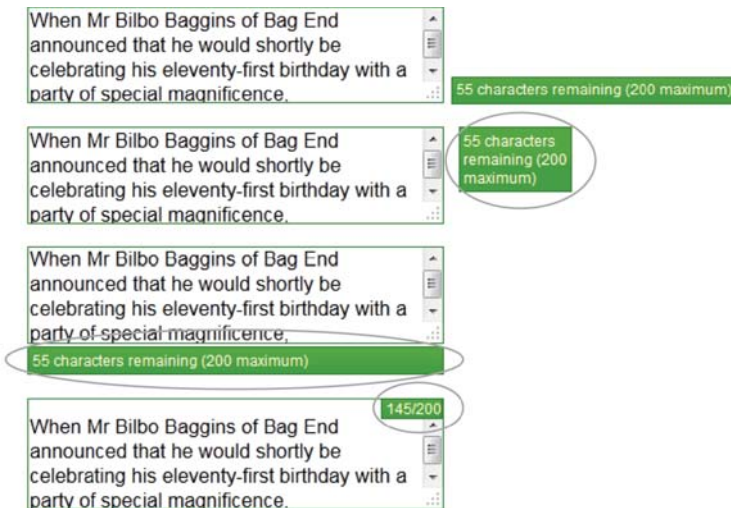 When Mr Bilbo Baggins of Bag End
announced that he would shortly be
celebrating his eleventy-first birthday with a
party of special magnificence,
55 characters remaining (200 maximum)
When Mr Bilbo Baggins of Bag End
announced that he would shortly be
celebrating his eleventy-first birthday with a
party of special magnificence,
55 characters
remaining (200
maximum)
When Mr Bilbo Baggins of Bag End
announced that he would shortly be
celebrating his eleventy-first birthday with a
party of special magnificence,
55 characters remaining (200 maximum)
145/200
When Mr Bilbo Baggins of Bag End
announced that he would shortly be
celebrating his eleventy-first birthday with a
party of special magnificence,